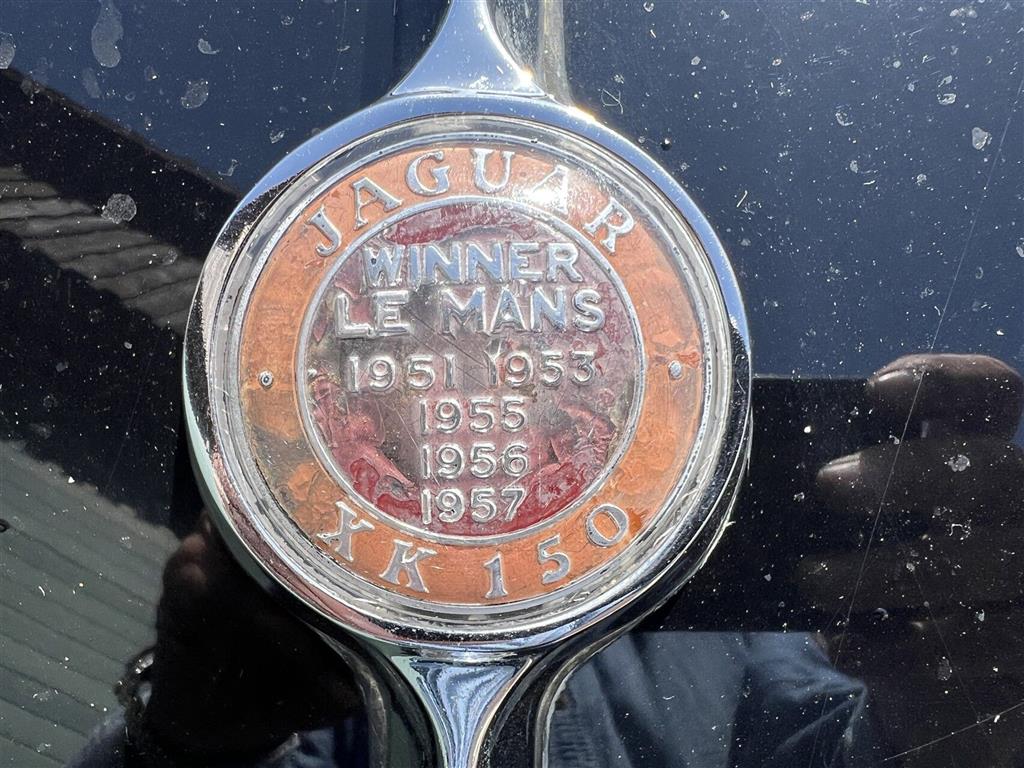 JAGUAR
WINNER
LE MANS
1951 1953
1955
1956
1957
XK 150